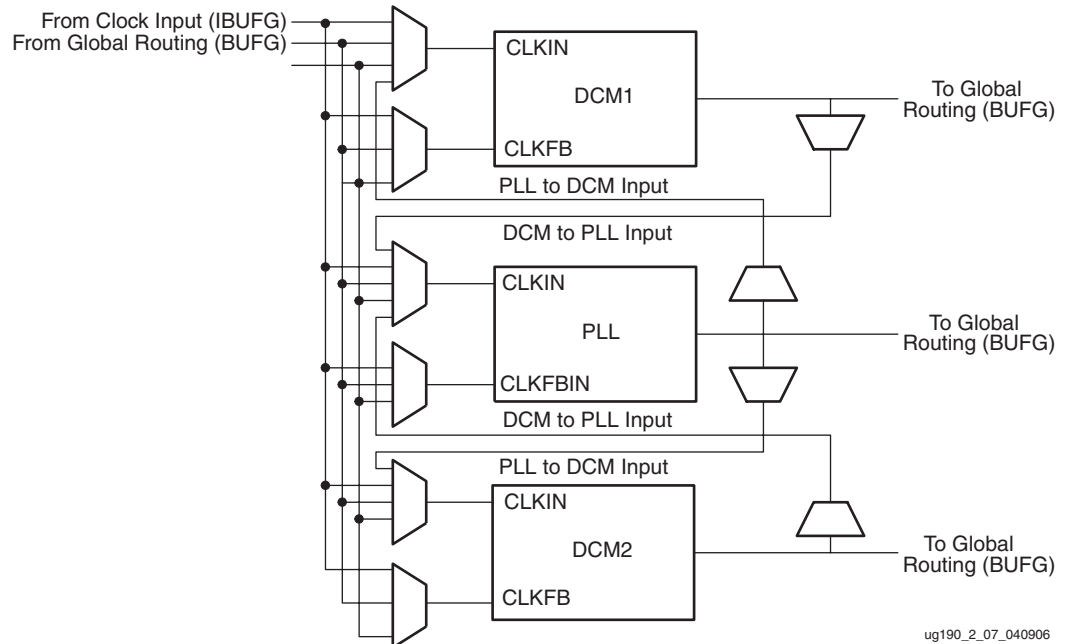 From Clock Input (IBUFG)
From Global Routing (BUFG)
CLKIN
DCM1
CLKFB
To Global
Routing (BUFG)
PLL to DCM Input
DCM to PLL Input
CLKIN
PLL
CLKFBIN
To Global
Routing (BUFG)
DCM to PLL Input
PLL to DCM Input
CLKIN
DCM2
CLKFB
To Global
Routing (BUFG)
ug190_2_07_040906